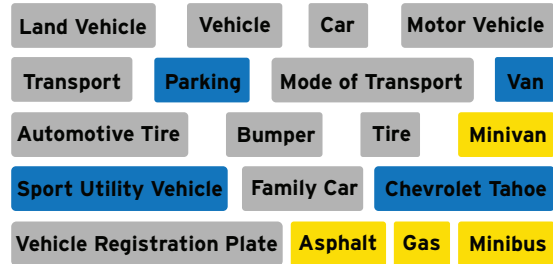 Land Vehicle Vehicle Car Motor Vehicle
Transport Parking Mode of Transport Van
Automotive Tire Bumper Tire Minivan
Sport Utility Vehicle Family Car Chevrolet Tahoe
Vehicle Registration Plate Asphalt Gas Minibus